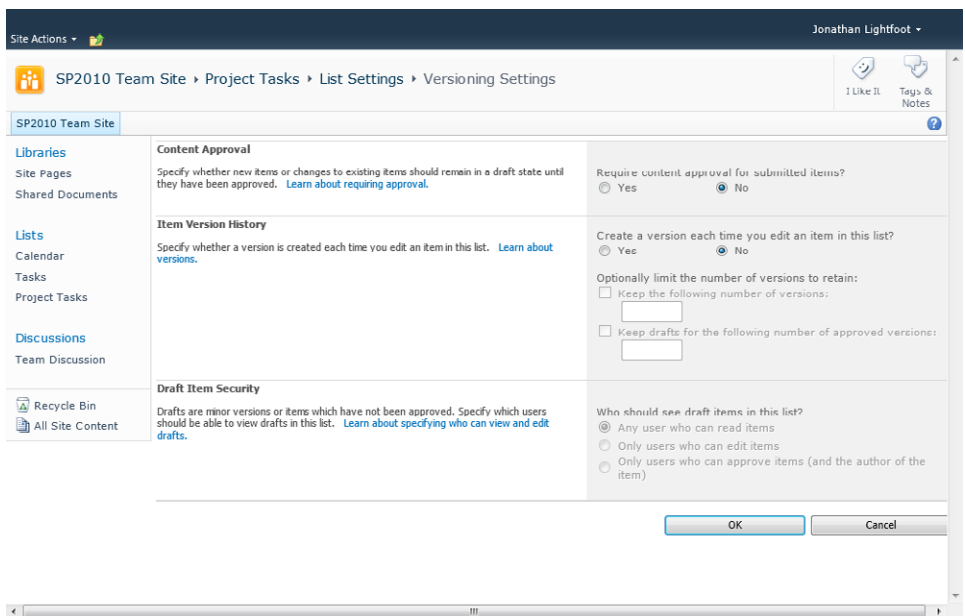 Jonathan Lightfoot
Site Actions
SP2010 Team Site › Project Tasks › List Settings › Versioning Settings
I Like It
Tags &
Notes
SP2010 Team Site
Libraries
Site Pages
Shared Documents
Lists
Calendar
Tasks
Project Tasks
Discussions
Team Discussion
Recycle Bin
All Site Content
Content Approval
Specify whether new items or changes to existing items should remain in a draft state until
they have been approved. Learn about requiring approval.
Require content approval for submitted items?
Yes No
Item Version History
Specify whether a version is created each time you edit an item in this list. Learn about
versions.
Create a version each time you edit an item in this list?
Yes No
Optionally limit the number of versions to retain:
Keep the following number of versions:
Keep drafts for the following number of approved versions:
Draft Item Security
Drafts are minor versions or items which have not been approved. Specify which users
should be able to view drafts in this list. Learn about specifying who can view and edit
drafts.
Who should see draft items in this list?
Any user who can read items
Only users who can edit items
Only users who can approve items (and the author of the
item)
OK Cancel